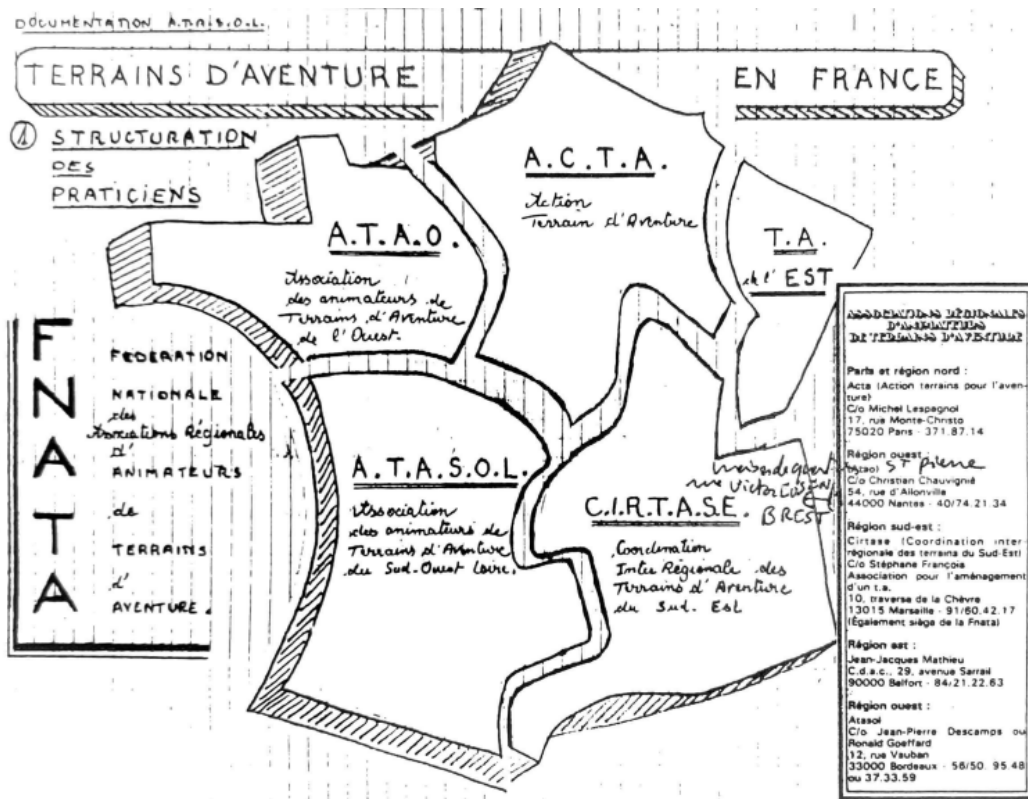 DOCUMENTATION A.T.A.S.O.L.
TERRAINS D'AVENTURE EN FRANCE
① STRUCTURATION
DES
PRATICIENS
A.C.T.A.
Action
Terrain d'Aventure
A.T.A.O.
Association
des animateurs de
Terrains d'Aventure
de l'Ouest.
T.A.
de l'EST
FNATA
FEDERATION
NATIONALE
des
Associations Régionales
d'
ANIMATEURS
de
TERRAINS
d'
AVENTURE.
A.T.A.S.O.L.
Association
des animateurs de
Terrains d'Aventure
du Sud-Ouest Loire.
C.I.R.T.A.S.E.
Coordination
Inter Régionale des
Terrains d'Aventure
du Sud. Est
maison de quartier
rue Victor
BREST
St pierre
ASSOCIATIONS RÉGIONALES
D'ANIMATEURS
DE TERRAINS D'AVENTURE
Paris et région nord :
Acta (Action terrains pour l'aven-
ture)
C/o Michel Lespagnol
17, rue Monte-Christo
75020 Paris - 371.87.14
Région ouest :
C/o Christian Chauvigné
54, rue d'Allonville
44000 Nantes - 40/74.21.34
Région sud-est :
Cirtase (Coordination inter-
régionale des terrains du Sud-Est)
C/o Stéphane François
Association pour l'aménagement
d'un t.a.
10, traverse de la Chèvre
13015 Marseille - 91/60.42.17
(Également siège de la Fnata)
Région est :
Jean-Jacques Mathieu
C.d.a.c., 29, avenue Sarrail
90000 Belfort - 84/21.22.63
Région ouest :
Atasol
C/o Jean-Pierre Descamps ou
Ronald Goeffard
12, rue Vauban
33000 Bordeaux - 56/50. 95.48
ou 37.33.59